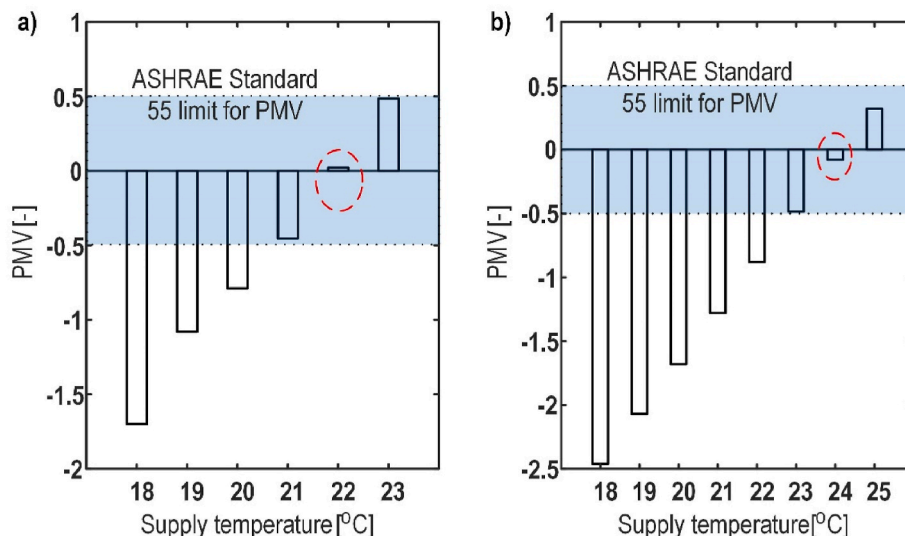 a)
1
0.5
0
-0.5
-1
-1.5
-2
PMV[-]
ASHRAE Standard
55 limit for PMV
18 19 20 21 22 23
Supply temperature[°C]
b)
1
0.5
0
-0.5
-1
-1.5
-2
-2.5
PMV[-]
ASHRAE Standard
55 limit for PMV
18 19 20 21 22 23 24 25
Supply temperature[°C]